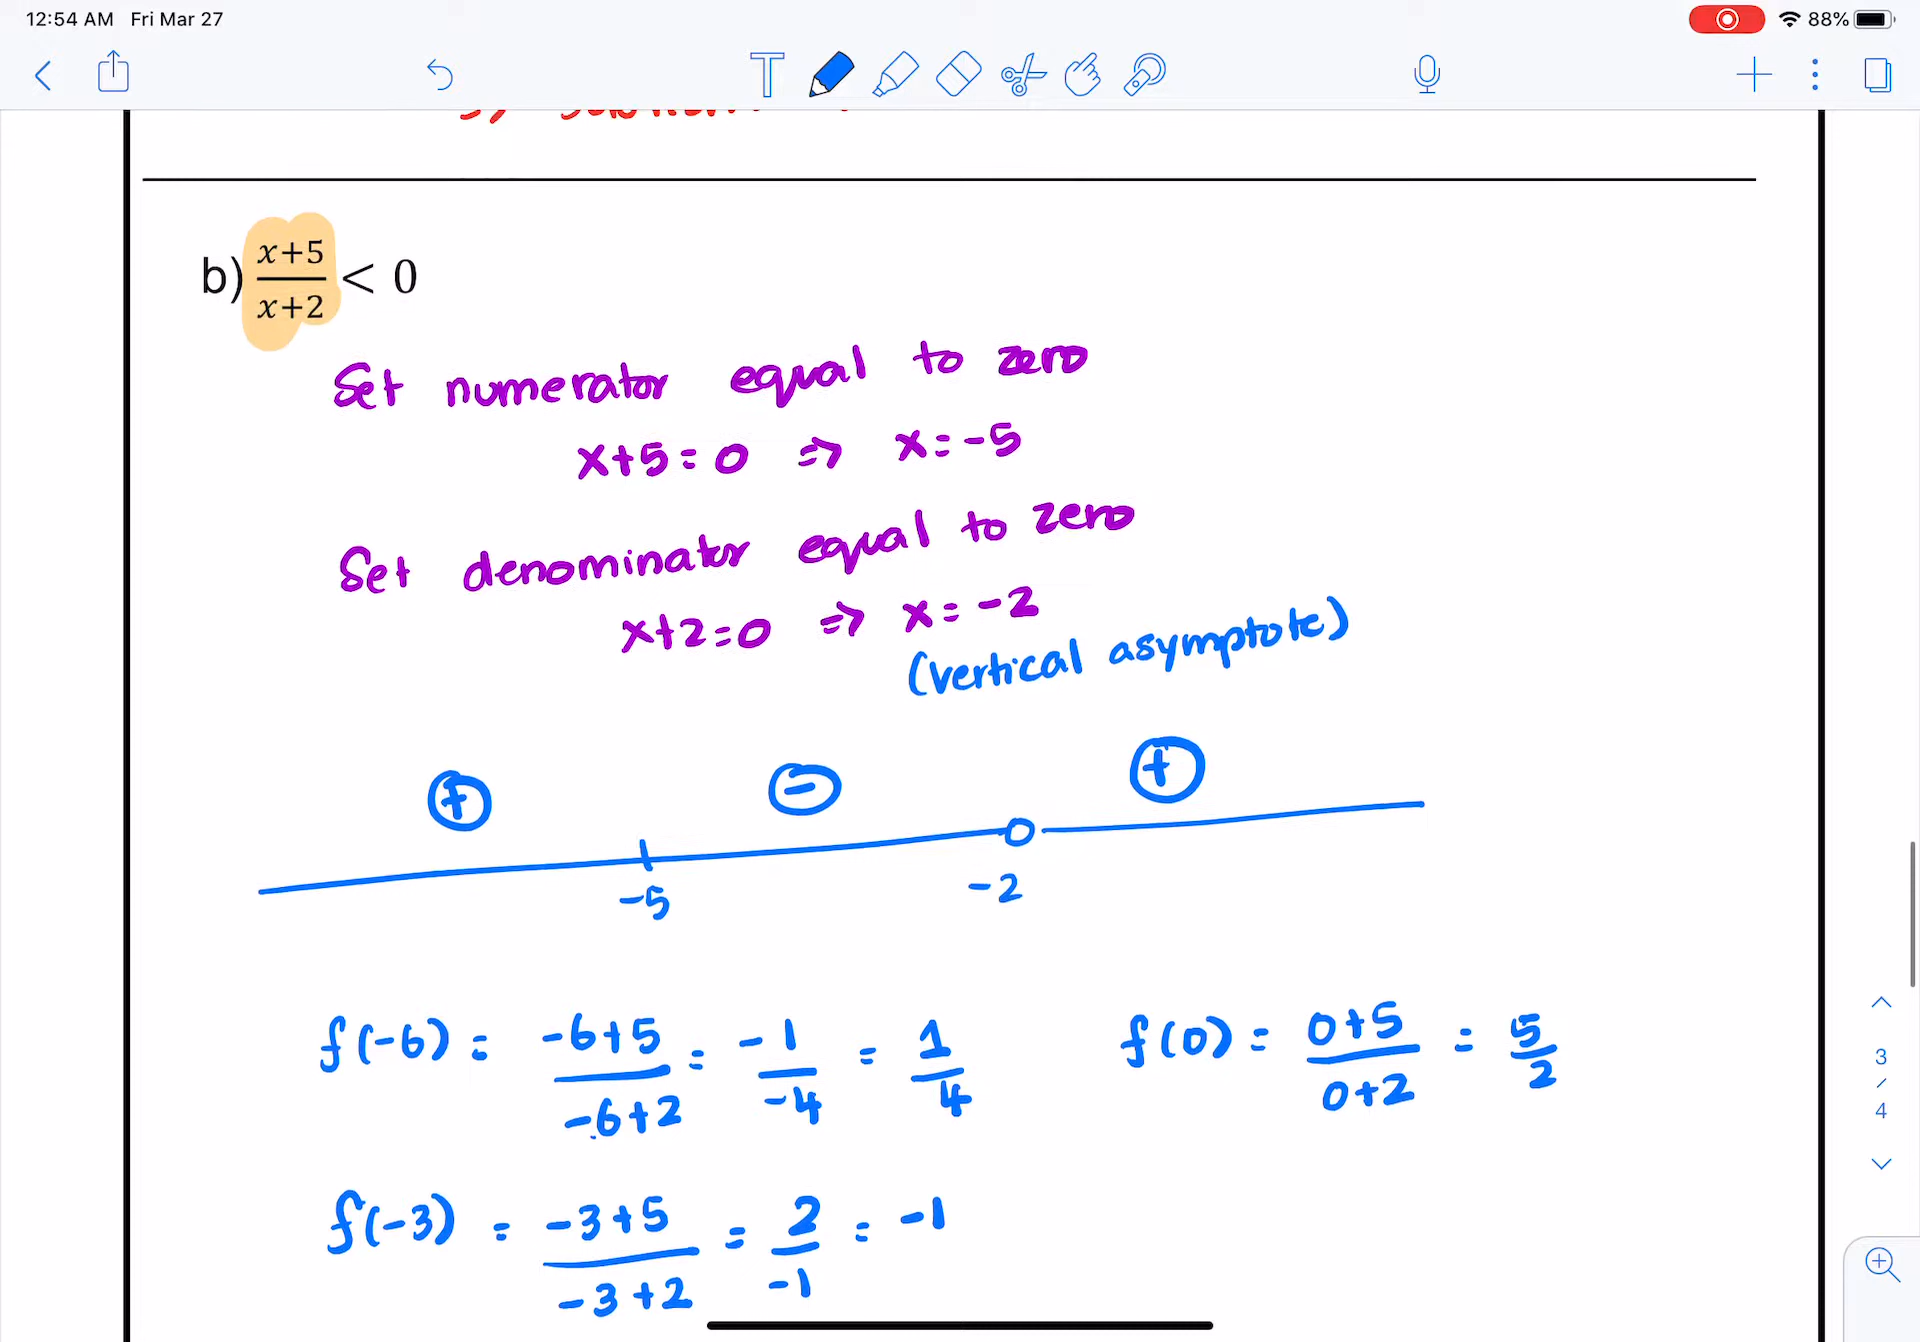 12:54 AM Fri Mar 27
88%
b) x+5/x+2 < 0
Set numerator equal to zero
x+5=0 => x=-5
Set denominator equal to zero
x+2=0 => x=-2
(vertical asymptote)
+ - +
-5 -2
f(-6) = -6+5/-6+2 = -1/-4 = 1/4
f(0) = 0+5/0+2 = 5/2
f(-3) = -3+5/-3+2 = 2/-1 = -1
3/4